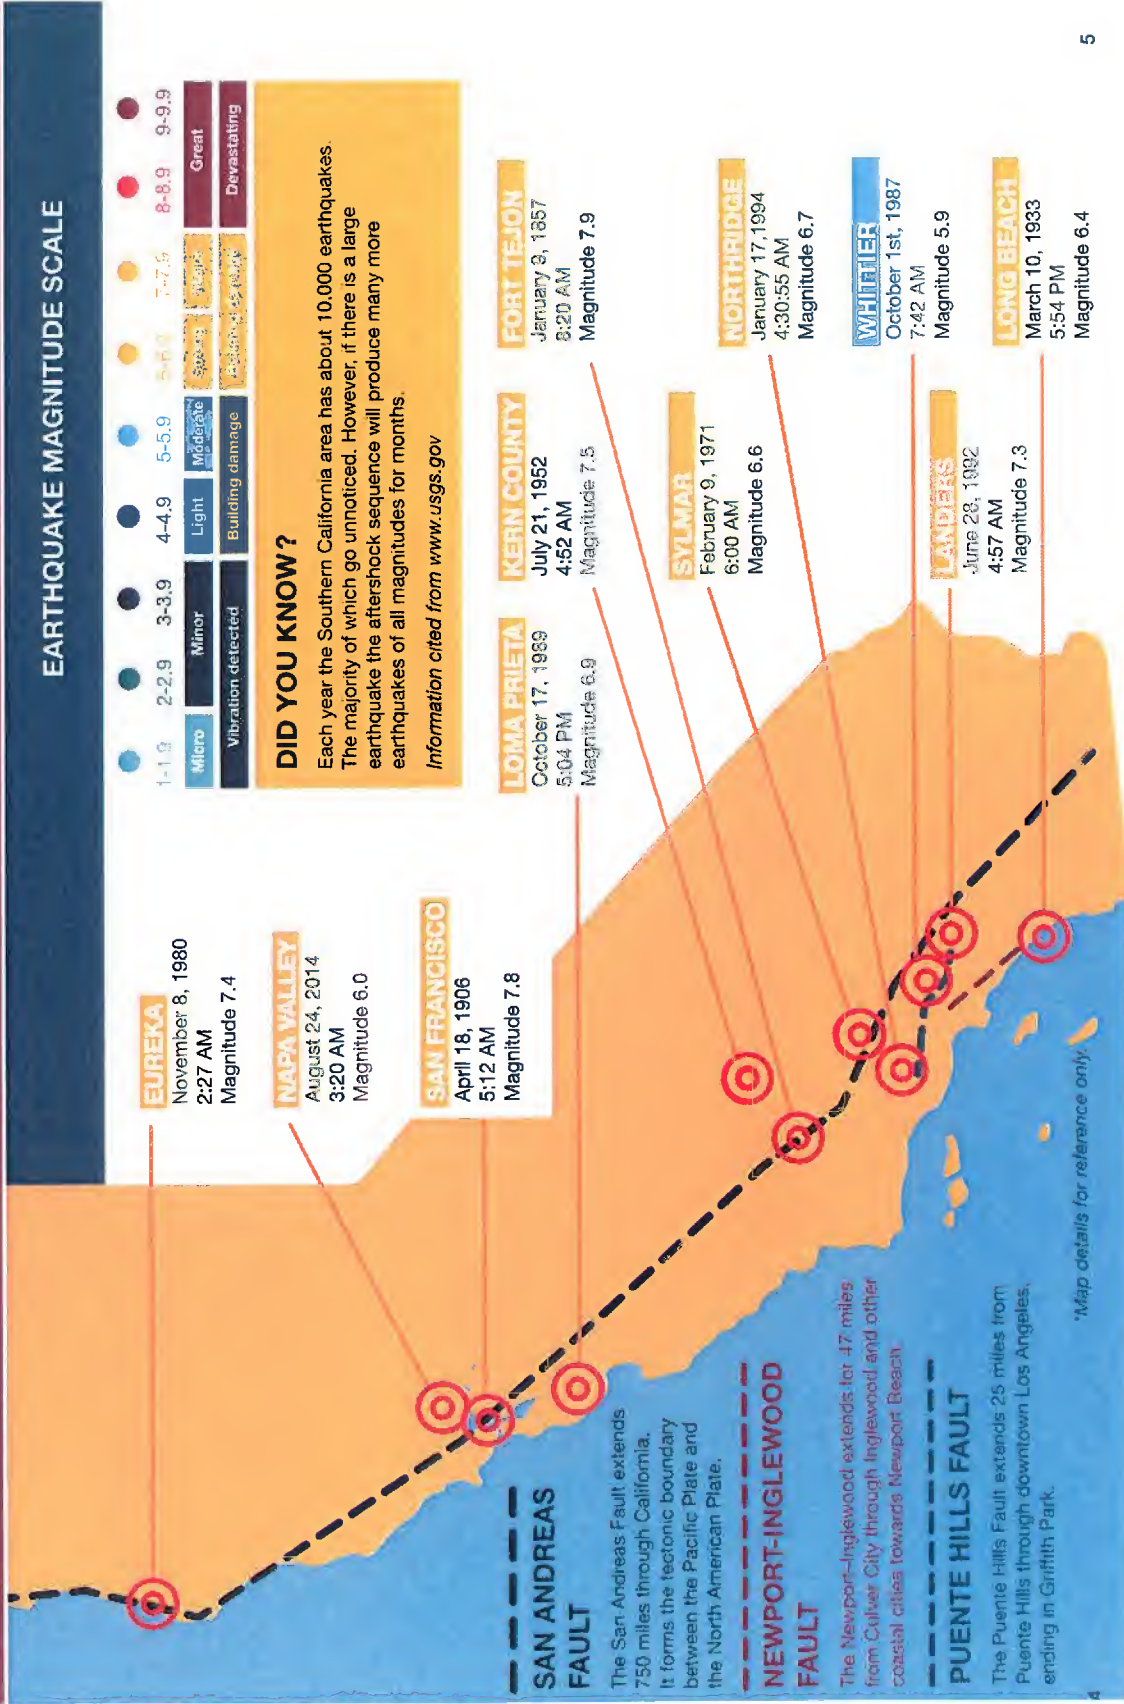 EARTHQUAKE MAGNITUDE SCALE
1-1.9 2-2.9 3-3.9 4-4.9 5-5.9 7-7.9 8-8.9 9-9.9
Micro Minor Light Moderate Strong Major Great
Vibration detected Building damage Devastating
DID YOU KNOW?
Each year the Southern California area has about 10,000 earthquakes.
The majority of which go unnoticed. However, if there is a large
earthquake the aftershock sequence will produce many more
earthquakes of all magnitudes for months.
Information cited from www.usgs.gov
EUREKA
November 8, 1980
2:27 AM
Magnitude 7.4
NAPA VALLEY
August 24, 2014
3:20 AM
Magnitude 6.0
SAN FRANCISCO
April 18, 1906
5:12 AM
Magnitude 7.8
LOMA PRIETA
October 17, 1989
5:04 PM
Magnitude 6.9
KERN COUNTY
July 21, 1952
4:52 AM
Magnitude 7.5
FORT TEJON
January 9, 1857
8:20 AM
Magnitude 7.9
SYLMAR
February 9, 1971
6:00 AM
Magnitude 6.6
NORTHRIDGE
January 17,1994
4:30:55 AM
Magnitude 6.7
WHITTIER
October 1st, 1987
7:42 AM
Magnitude 5.9
LANDERS
June 28, 1992
4:57 AM
Magnitude 7.3
LONG BEACH
March 10, 1933
5:54 PM
Magnitude 6.4
SAN ANDREAS
FAULT
The San Andreas Fault extends
750 miles through California.
It forms the tectonic boundary
between the Pacific Plate and
the North American Plate.
NEWPORT-INGLEWOOD
FAULT
The Newport-Inglewood extends for 47 miles
from Culver City through Inglewood and other
coastal cities towards Newport Beach.
PUENTE HILLS FAULT
The Puente Hills Fault extends 25 miles from
Puente Hills through downtown Los Angeles,
ending in Griffith Park.
*Map details for reference only.
4
5